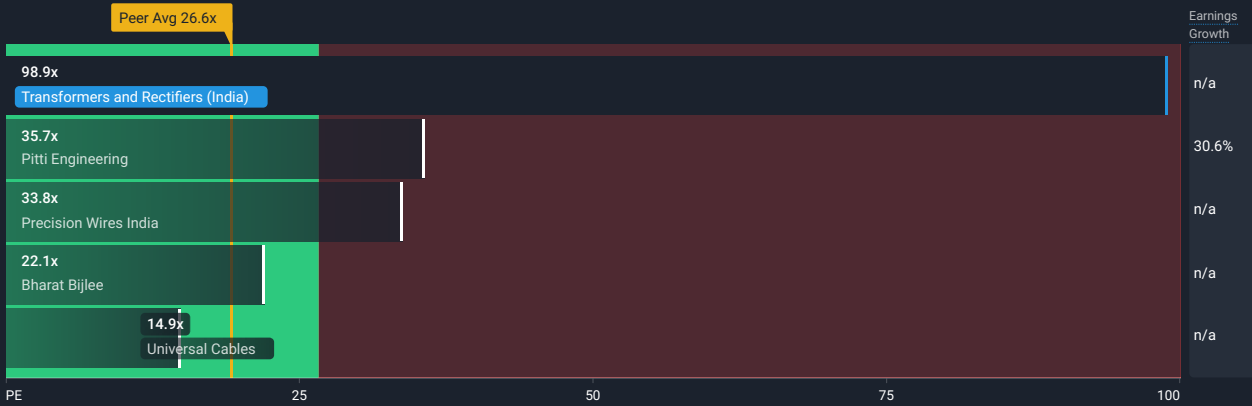 Peer Avg 26.6x
Earnings
Growth
98.9x
Transformers and Rectifiers (India)
n/a
35.7x
Pitti Engineering
30.6%
33.8x
Precision Wires India
n/a
22.1x
Bharat Bijlee
n/a
14.9x
Universal Cables
n/a
PE 25 50 75 100